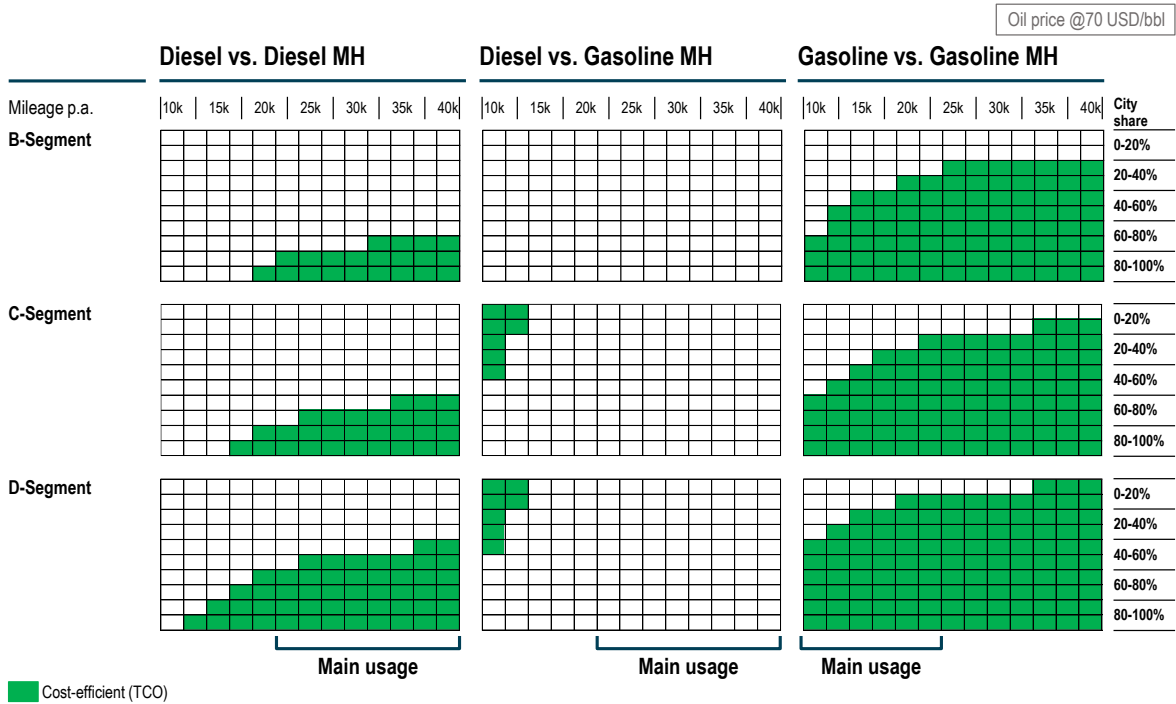 Oil price @70 USD/bbl
Diesel vs. Diesel MH
Diesel vs. Gasoline MH
Gasoline vs. Gasoline MH
Mileage p.a.
10k 15k 20k 25k 30k 35k 40k
10k 15k 20k 25k 30k 35k 40k
10k 15k 20k 25k 30k 35k 40k
City
share
B-Segment
0-20%
20-40%
40-60%
60-80%
80-100%
C-Segment
0-20%
20-40%
40-60%
60-80%
80-100%
D-Segment
0-20%
20-40%
40-60%
60-80%
80-100%
Main usage
Main usage
Main usage
Cost-efficient (TCO)